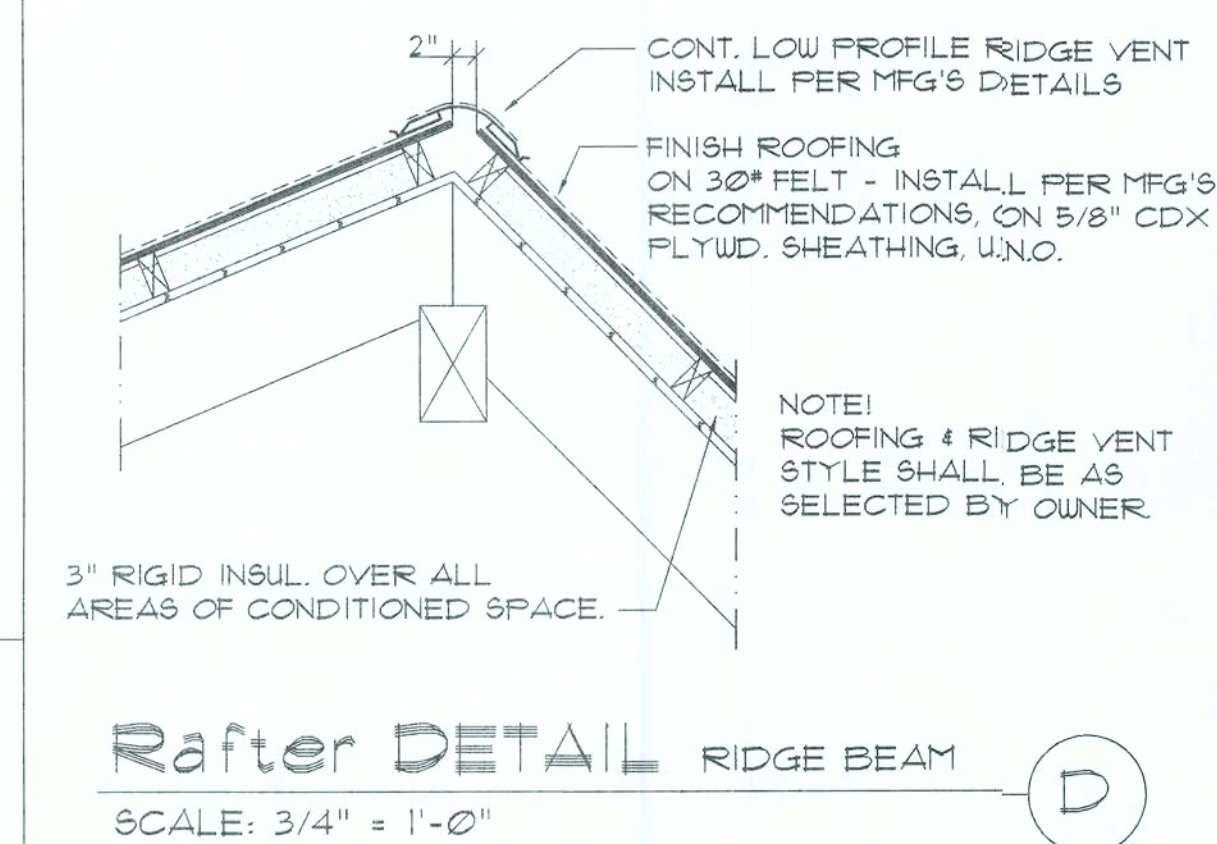 2"
CONT. LOW PROFILE RIDGE VENT
INSTALL PER MFG'S DETAILS
FINISH ROOFING
ON 30# FELT - INSTALL PER MFG'S
RECOMMENDATIONS, ON 5/8" CDX
PLYWD. SHEATHING, U.N.O.
NOTE!
ROOFING & RIDGE VENT
STYLE SHALL BE AS
SELECTED BY OWNER
3" RIGID INSUL. OVER ALL
AREAS OF CONDITIONED SPACE.
Rafter DETAIL RIDGE BEAM
D
SCALE: 3/4" = 1'-0"